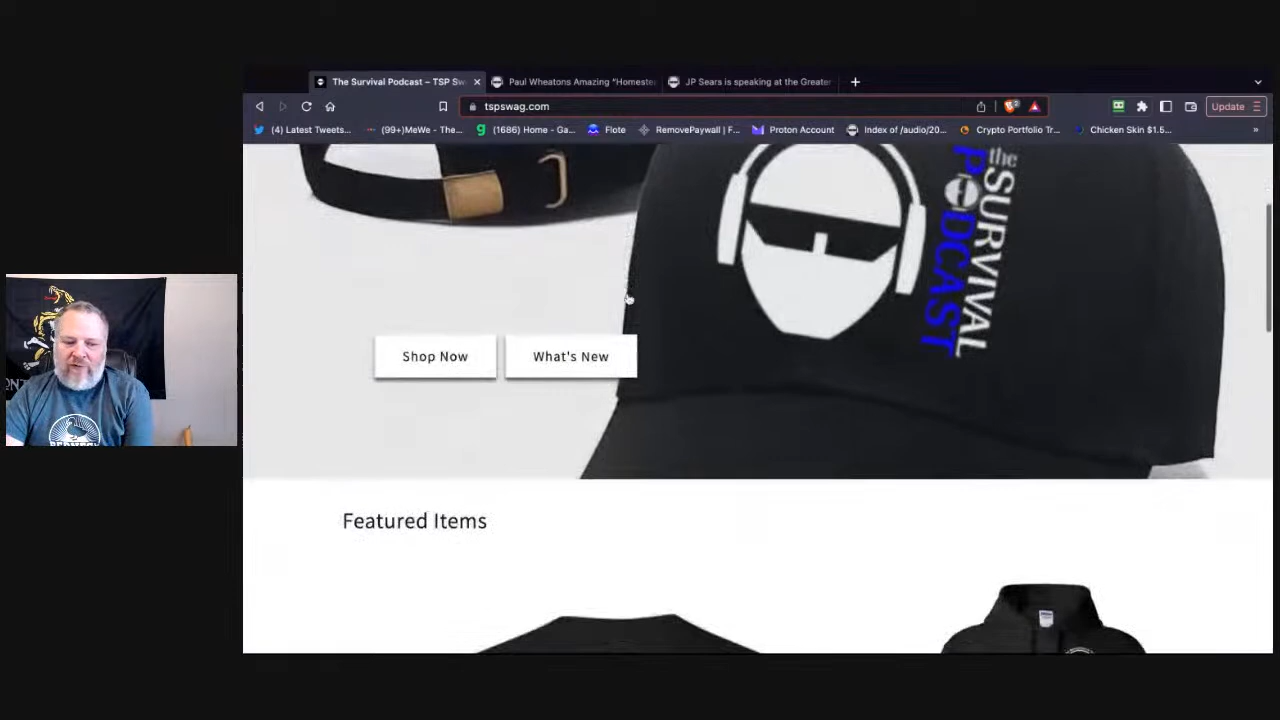 The Survival Podcast – TSP Sw
Paul Wheatons Amazing “Homeste
JP Sears is speaking at the Greater
tspswag.com
Update
(4) Latest Tweets...
(99+)MeWe - The...
(1686) Home - Ga...
Flote
RemovePaywall | F...
Proton Account
Index of /audio/20...
Crypto Portfolio Tr...
Chicken Skin $1.5...
»
the SURVIVAL
PODCAST
Shop Now
What's New
Featured Items